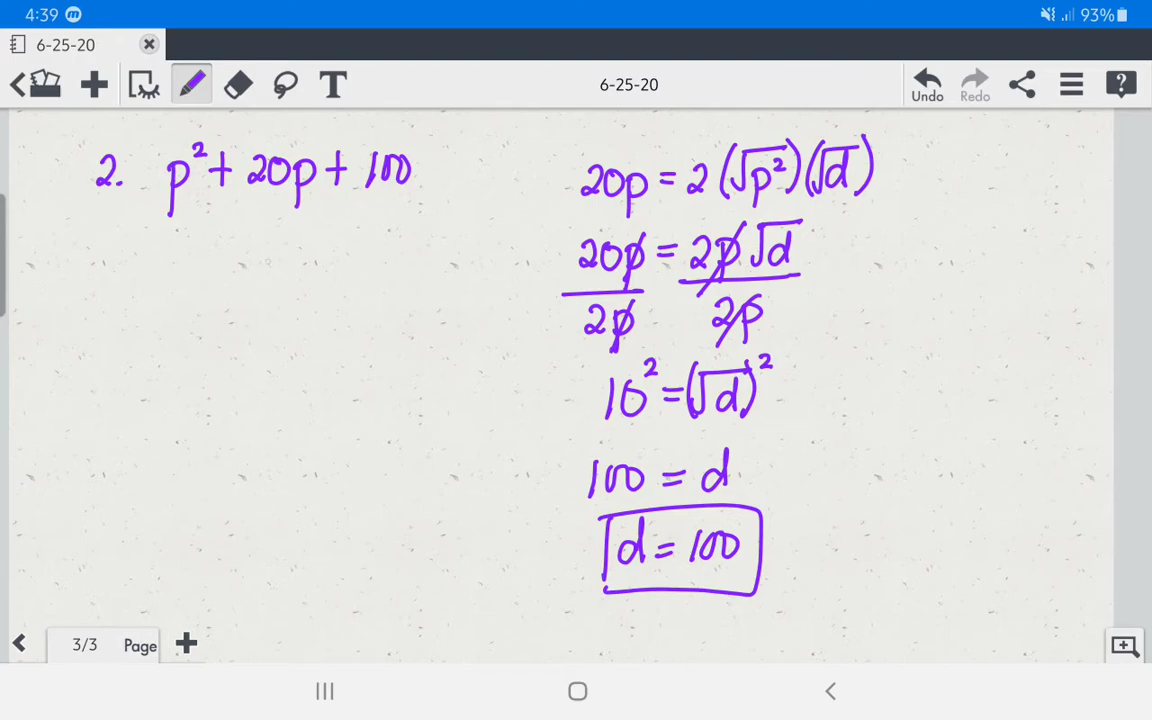 4:39 93%
6-25-20
T 6-25-20 Undo Redo
2. p² + 20p + 100
20p = 2 (√p²)(√d)
20p = 2p √d
2p 2p
10² = (√d)²
100 = d
d = 100
3/3 Page